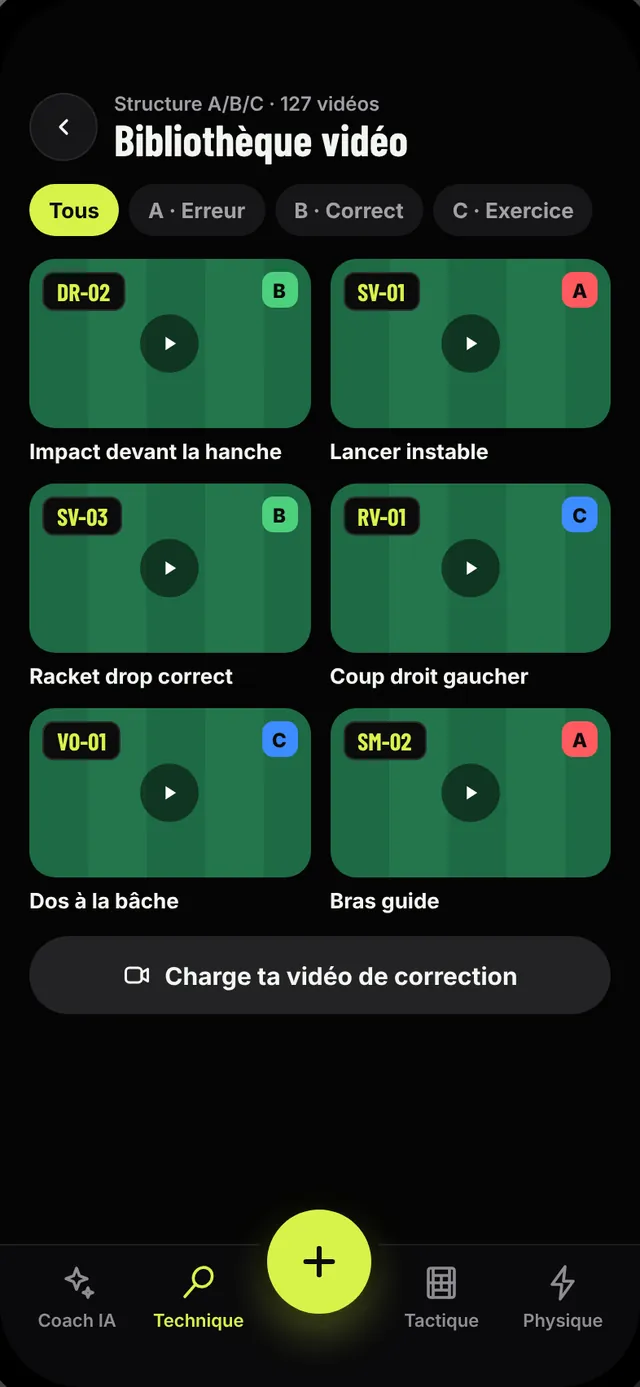 Structure A/B/C · 127 vidéos
Bibliothèque vidéo
Tous
A · Erreur
B · Correct
C · Exercice
DR-02
B
SV-01
A
Impact devant la hanche
Lancer instable
SV-03
B
RV-01
C
Racket drop correct
Coup droit gaucher
VO-01
C
SM-02
A
Dos à la bâche
Bras guide
Charge ta vidéo de correction
Coach IA
Technique
Tactique
Physique